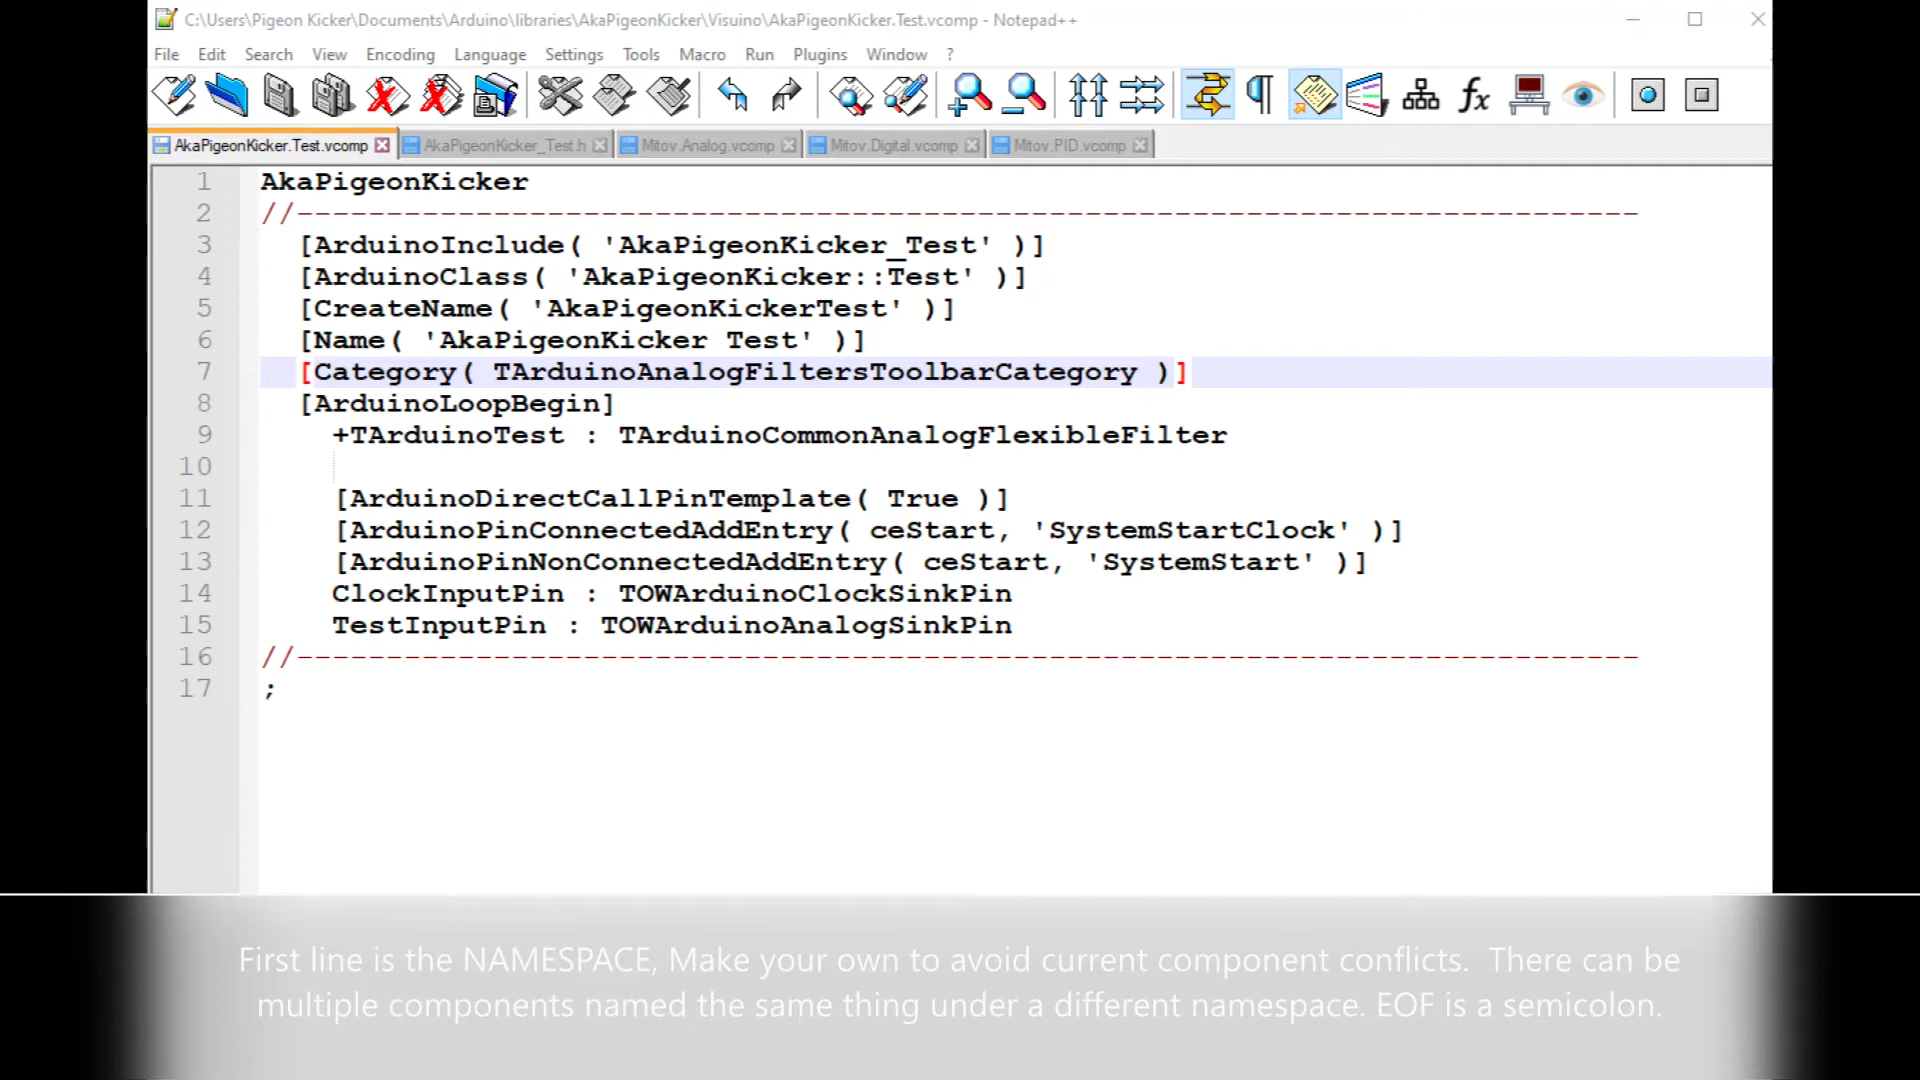 C:\Users\Pigeon Kicker\Documents\Arduino\libraries\AkaPigeonKicker\Visuino\AkaPigeonKicker.Test.vcomp - Notepad++
File Edit Search View Encoding Language Settings Tools Macro Run Plugins Window ?
AkaPigeonKicker.Test.vcomp AkaPigeonKicker_Test.h Mitov.Analog.vcomp Mitov.Digital.vcomp Mitov.PID.vcomp
1 AkaPigeonKicker
2 //---------------------------------------------------------------------------
3 [ArduinoInclude( 'AkaPigeonKicker_Test' )]
4 [ArduinoClass( 'AkaPigeonKicker::Test' )]
5 [CreateName( 'AkaPigeonKickerTest' )]
6 [Name( 'AkaPigeonKicker Test' )]
7 [Category( TArduinoAnalogFiltersToolbarCategory )]
8 [ArduinoLoopBegin]
9 +TArduinoTest : TArduinoCommonAnalogFlexibleFilter
10
11 [ArduinoDirectCallPinTemplate( True )]
12 [ArduinoPinConnectedAddEntry( ceStart, 'SystemStartClock' )]
13 [ArduinoPinNonConnectedAddEntry( ceStart, 'SystemStart' )]
14 ClockInputPin : TOWArduinoClockSinkPin
15 TestInputPin : TOWArduinoAnalogSinkPin
16 //---------------------------------------------------------------------------
17 ;
First line is the NAMESPACE, Make your own to avoid current component conflicts. There can be
multiple components named the same thing under a different namespace. EOF is a semicolon.